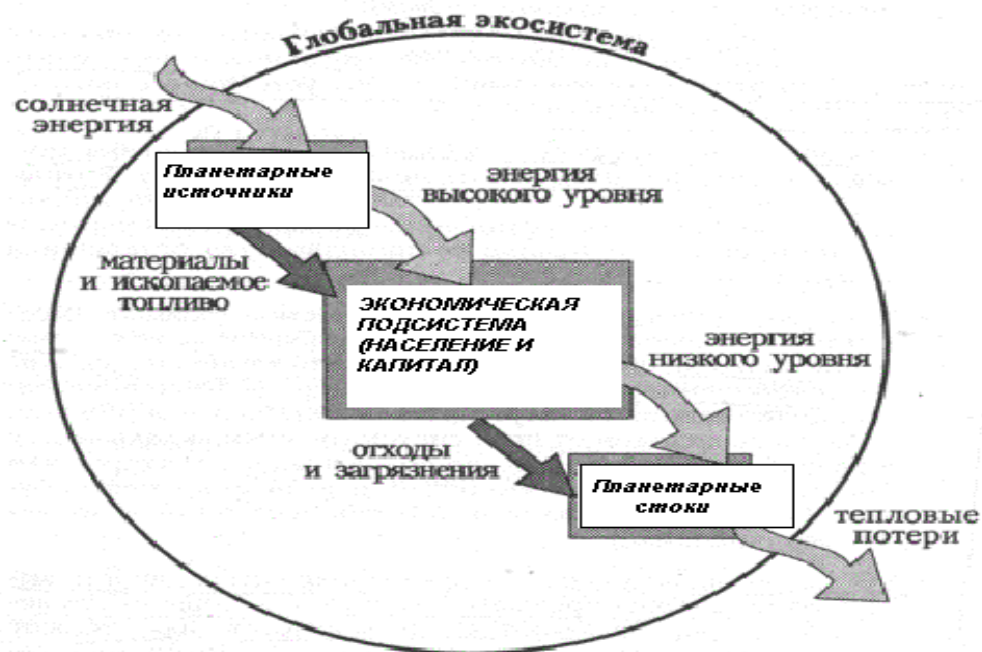 Глобальная экосистема
солнечная
энергия
Планетарные
источники
энергия
высокого уровня
материалы
и ископаемое
топливо
ЭКОНОМИЧЕСКАЯ
ПОДСИСТЕМА
(НАСЕЛЕНИЕ И
КАПИТАЛ)
энергия
низкого уровня
отходы
и загрязнения
Планетарные
стоки
тепловые
потери